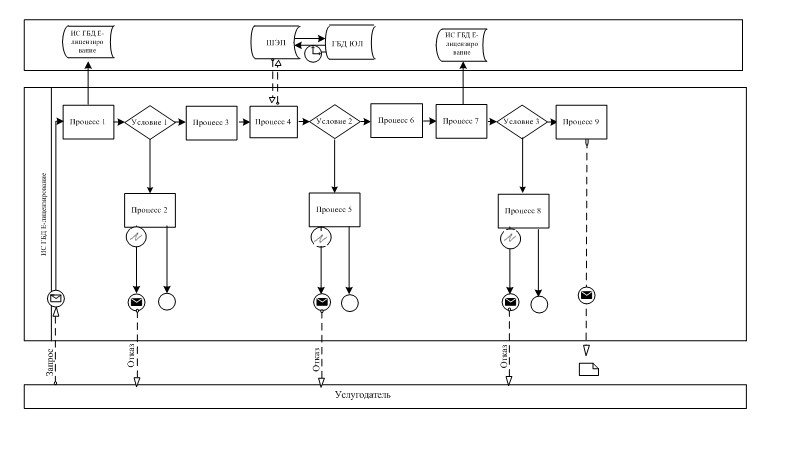 ИС ГБД Е-
лицензиро
вание
ШЭП
ГБД ЮЛ
ИС ГБД Е-
лицензиро
вание
Процесс 1
Условие 1
Процесс 3
Процесс 4
Условие 2
Процесс 6
Процесс 7
Условие 3
Процесс 9
Процесс 2
Процесс 5
Процесс 8
ИС ГБД Е-лицензирование
Запрос
Отказ
Отказ
Отказ
Услугодатель